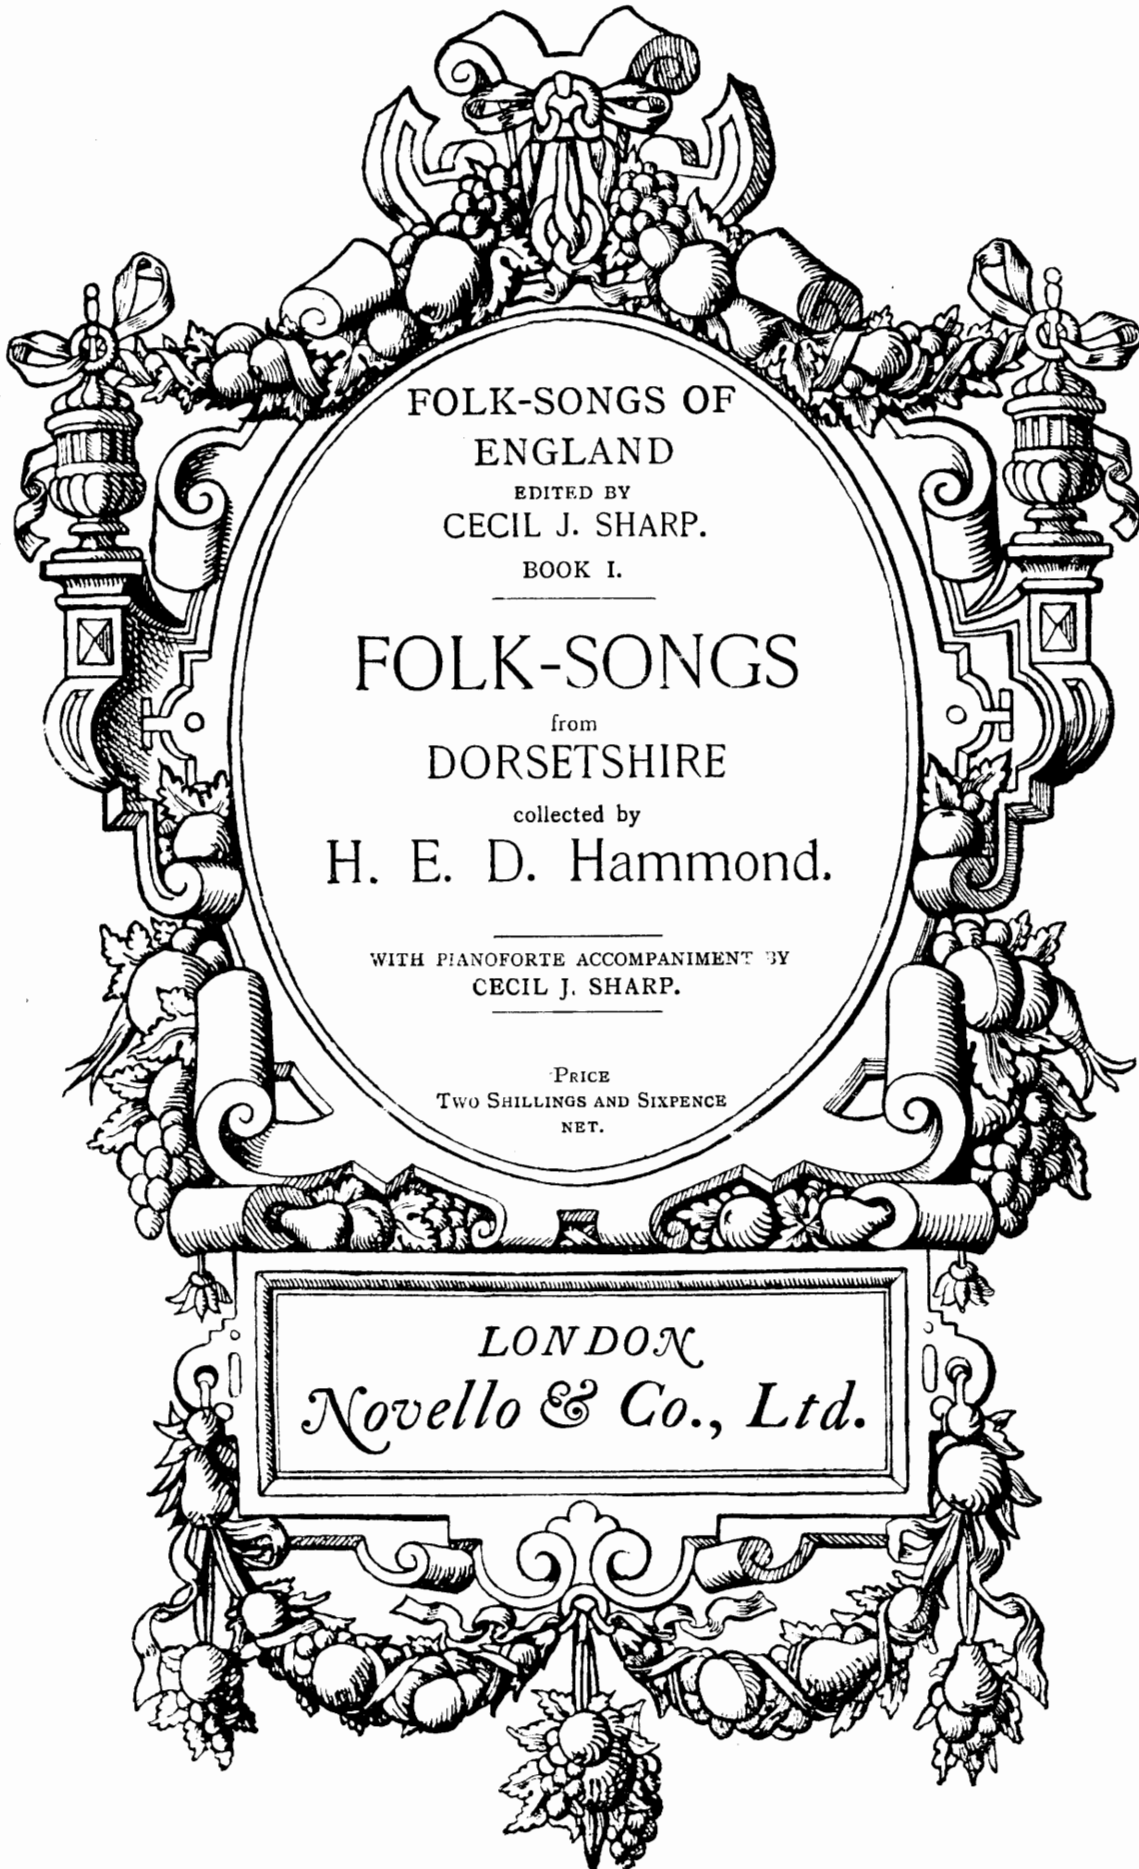 FOLK-SONGS OF
ENGLAND
EDITED BY
CECIL J. SHARP.
BOOK I.
FOLK-SONGS
from
DORSETSHIRE
collected by
H. E. D. Hammond.
WITH PIANOFORTE ACCOMPANIMENT BY
CECIL J. SHARP.
PRICE
TWO SHILLINGS AND SIXPENCE
NET.
LONDON
Novello & Co., Ltd.